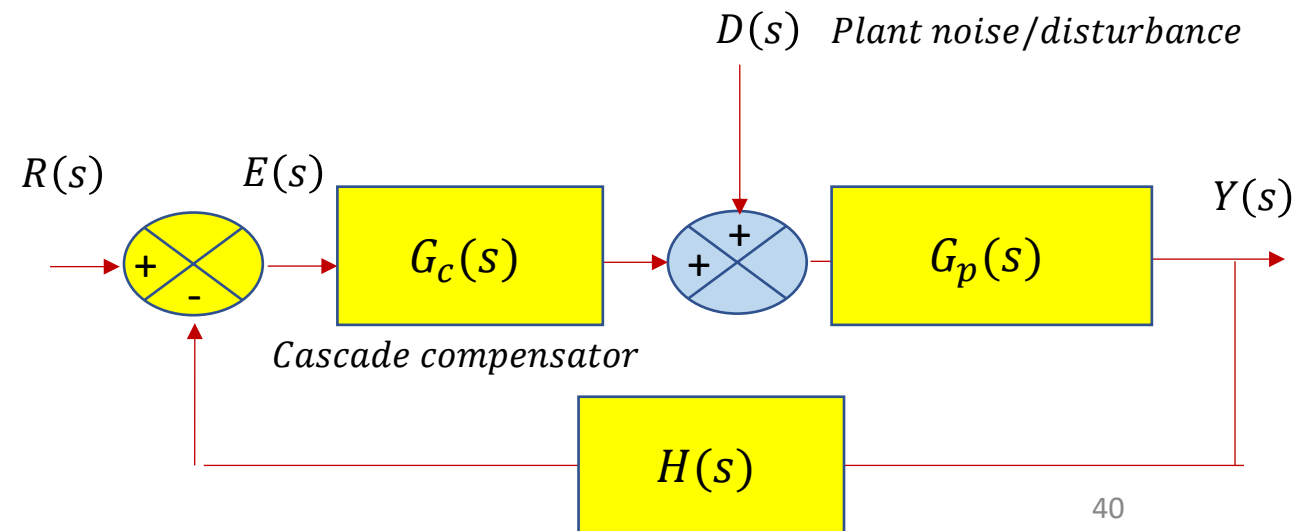 D(s) Plant noise/disturbance
R(s)
E(s)
Y(s)
+
-
G_c(s)
+
+
G_p(s)
Cascade compensator
H(s)
40